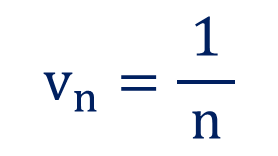 vₙ = 1/n